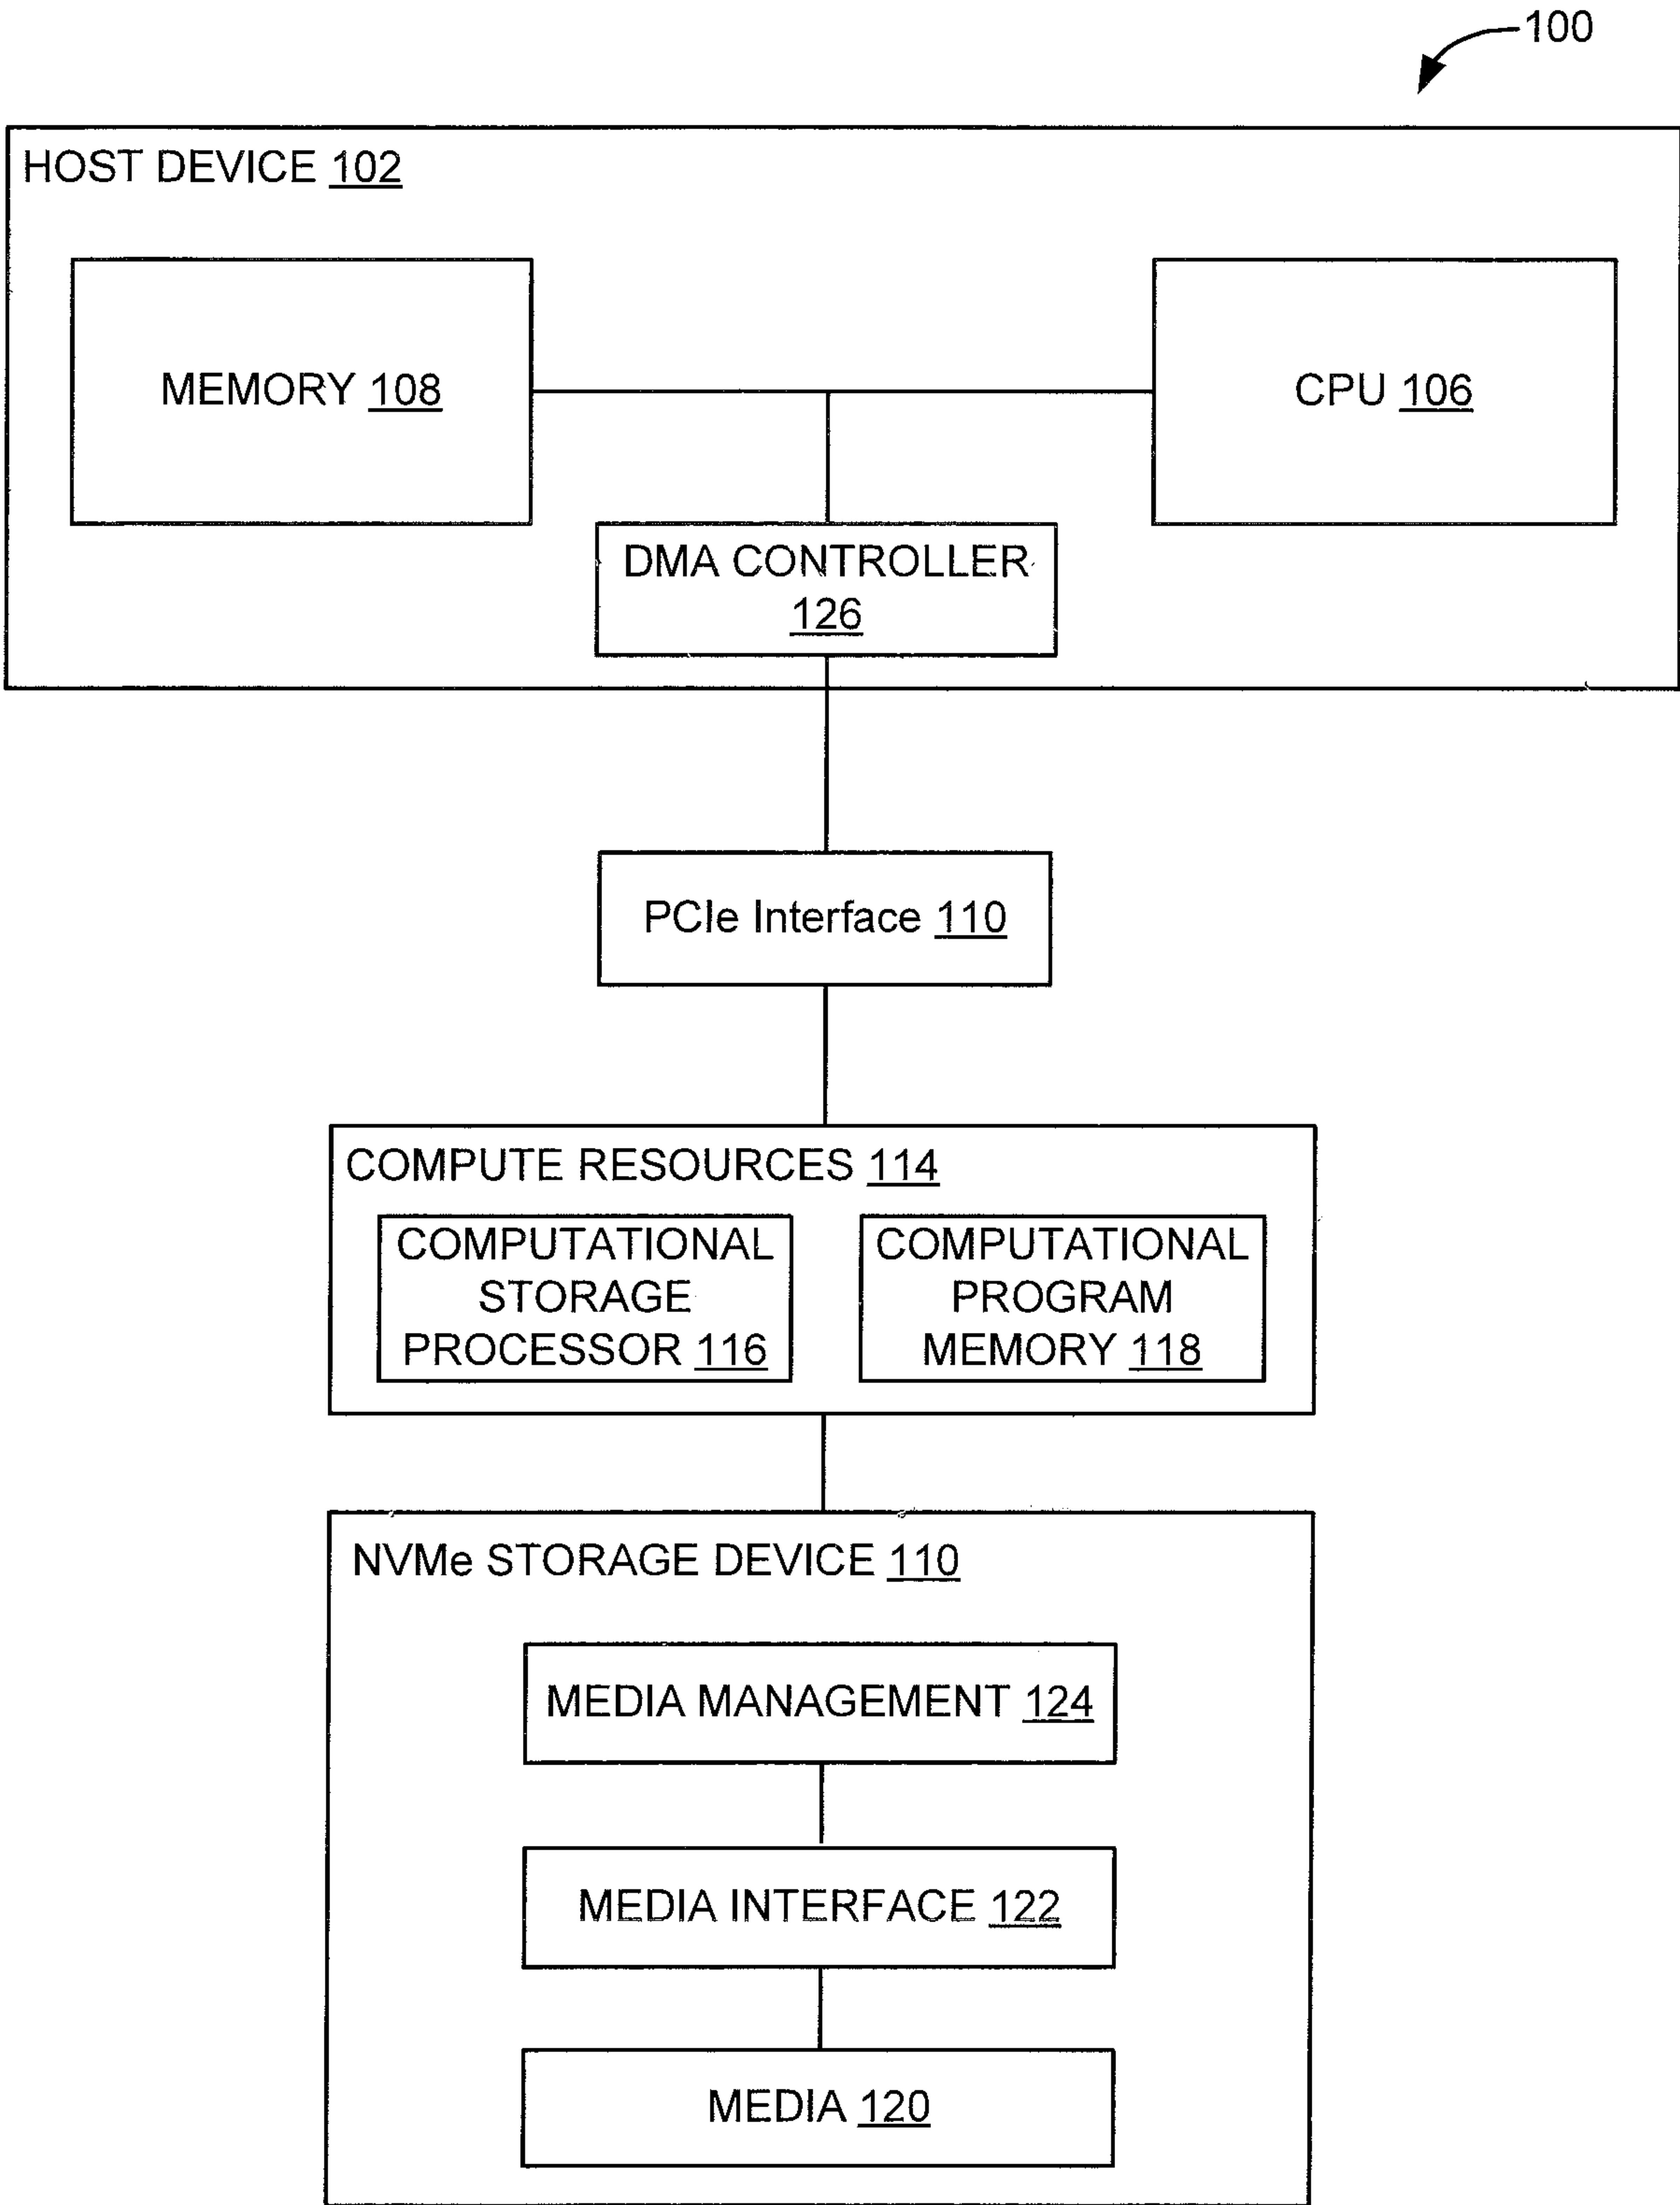 100
HOST DEVICE 102
MEMORY 108
CPU 106
DMA CONTROLLER
126
PCIe Interface 110
COMPUTE RESOURCES 114
COMPUTATIONAL
STORAGE
PROCESSOR 116
COMPUTATIONAL
PROGRAM
MEMORY 118
NVMe STORAGE DEVICE 110
MEDIA MANAGEMENT 124
MEDIA INTERFACE 122
MEDIA 120